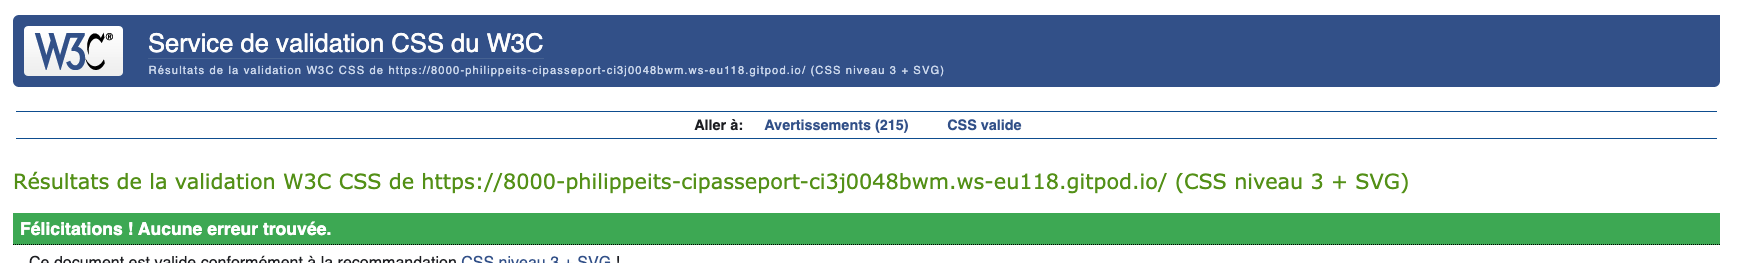 W3C®
Service de validation CSS du W3C
Résultats de la validation W3C CSS de https://8000-philippeits-cipasseport-ci3j0048bwm.ws-eu118.gitpod.io/ (CSS niveau 3 + SVG)
Aller à: Avertissements (215) CSS valide
Résultats de la validation W3C CSS de https://8000-philippeits-cipasseport-ci3j0048bwm.ws-eu118.gitpod.io/ (CSS niveau 3 + SVG)
Félicitations ! Aucune erreur trouvée.
Ce document est valide conformément à la recommandation CSS niveau 3 + SVG !